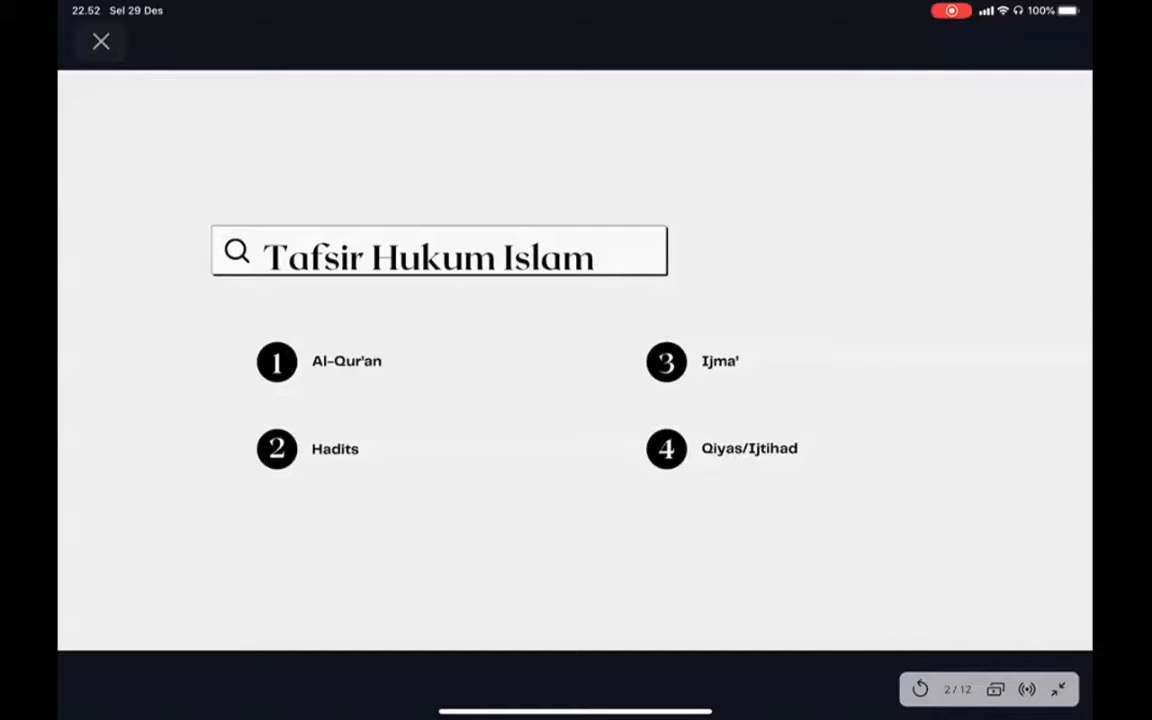 22.52 Sel 29 Des
100%
Tafsir Hukum Islam
1 Al-Qur'an
2 Hadits
3 Ijma'
4 Qiyas/Ijtihad
2 / 12